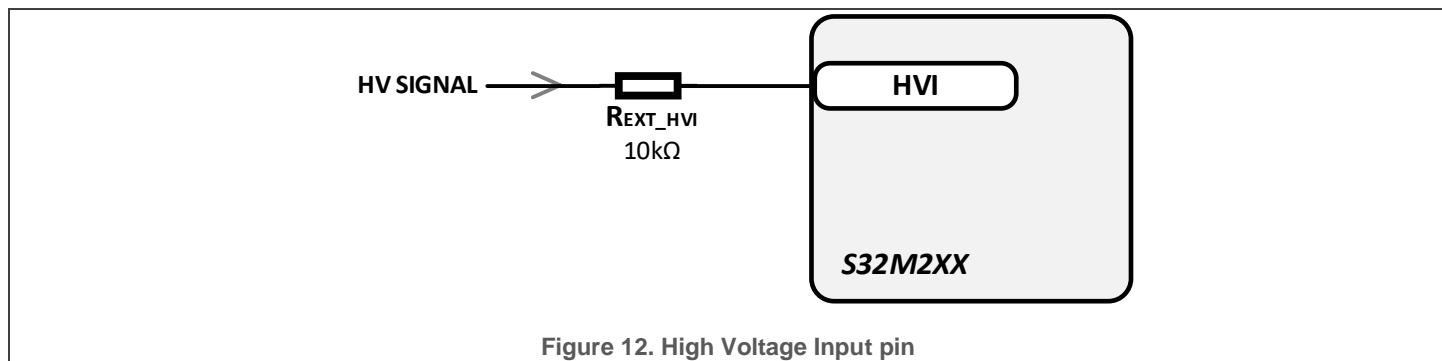 HV SIGNAL
HVI
REXT_HVI
10kΩ
S32M2XX
Figure 12. High Voltage Input pin